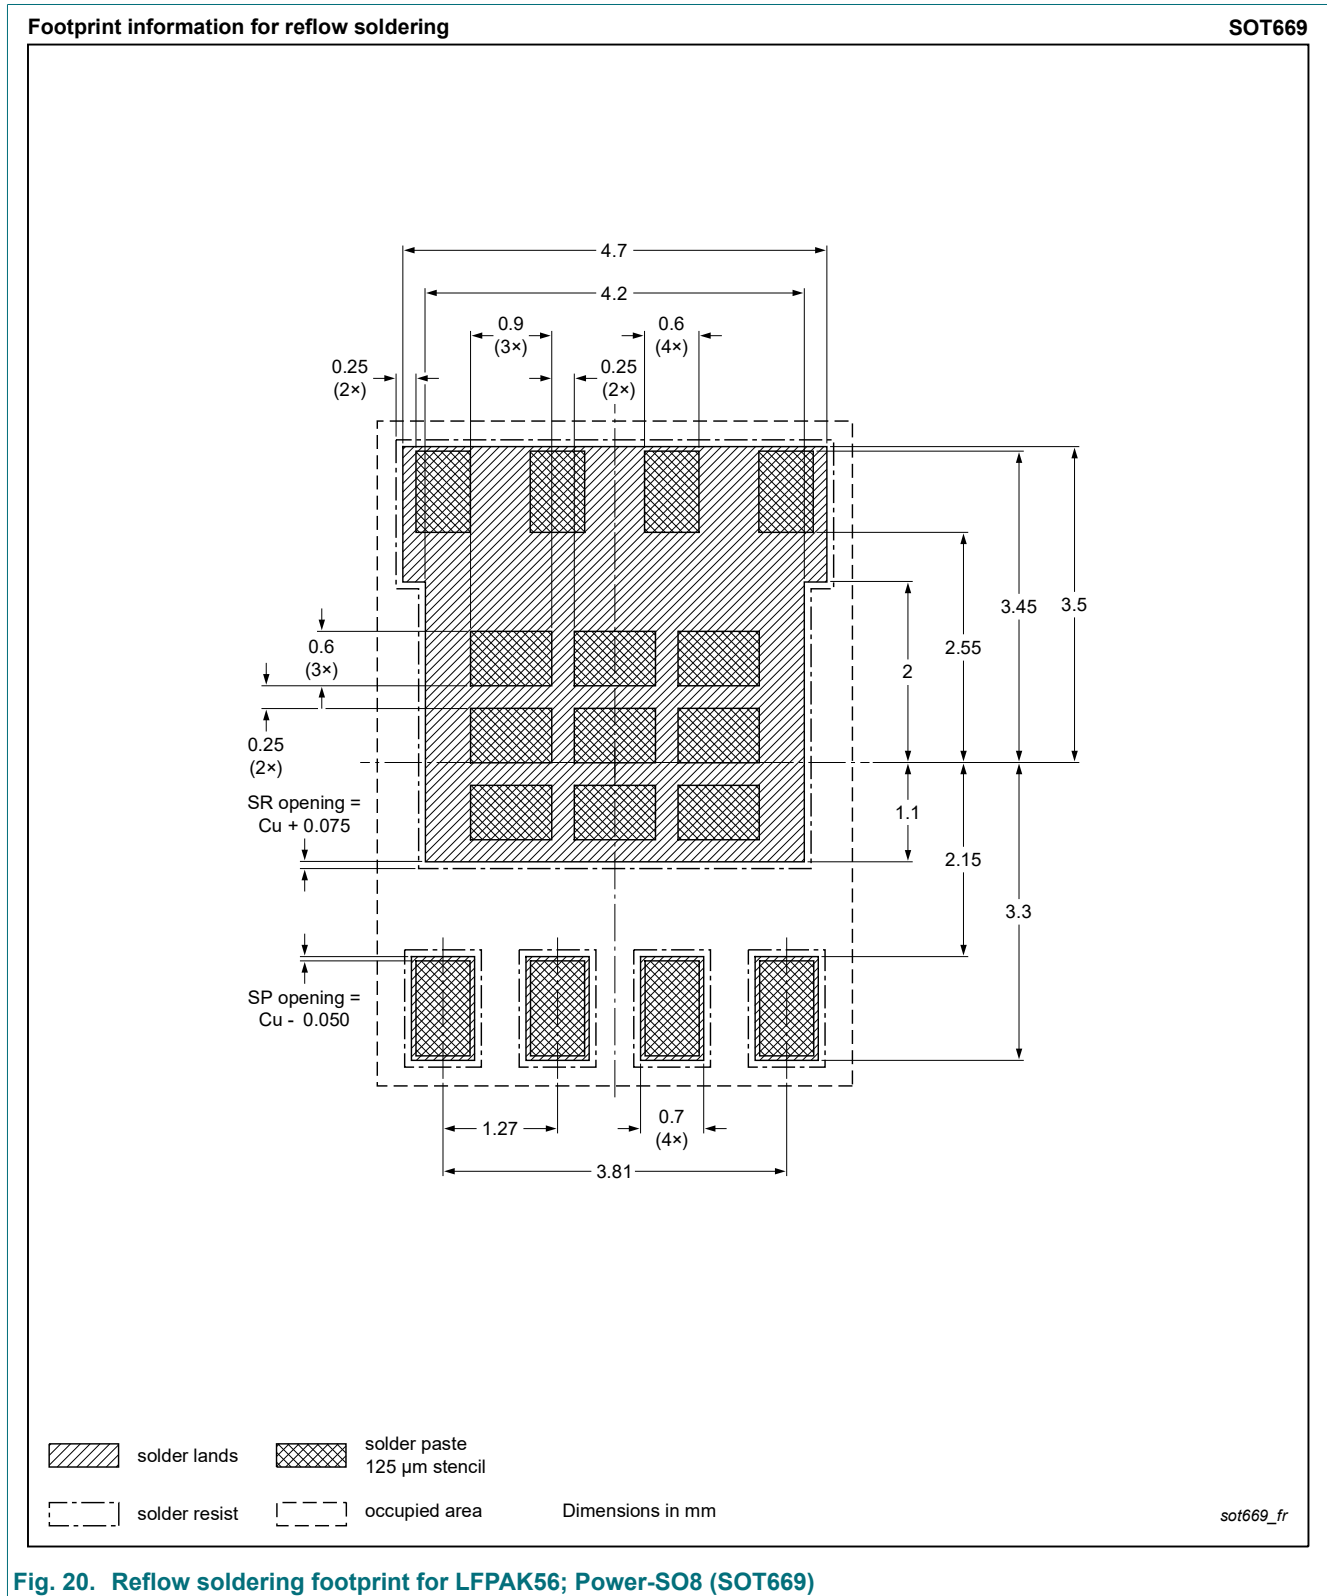 Footprint information for reflow soldering SOT669
4.7
4.2
0.9
(3×)
0.6
(4×)
0.25
(2×)
0.25
(2×)
3.45
3.5
2.55
2
0.6
(3×)
0.25
(2×)
SR opening =
Cu + 0.075
1.1
2.15
3.3
SP opening =
Cu - 0.050
1.27
0.7
(4×)
3.81
solder lands
solder paste
125 µm stencil
solder resist
occupied area
Dimensions in mm
sot669_fr
Fig. 20. Reflow soldering footprint for LFPAK56; Power-SO8 (SOT669)